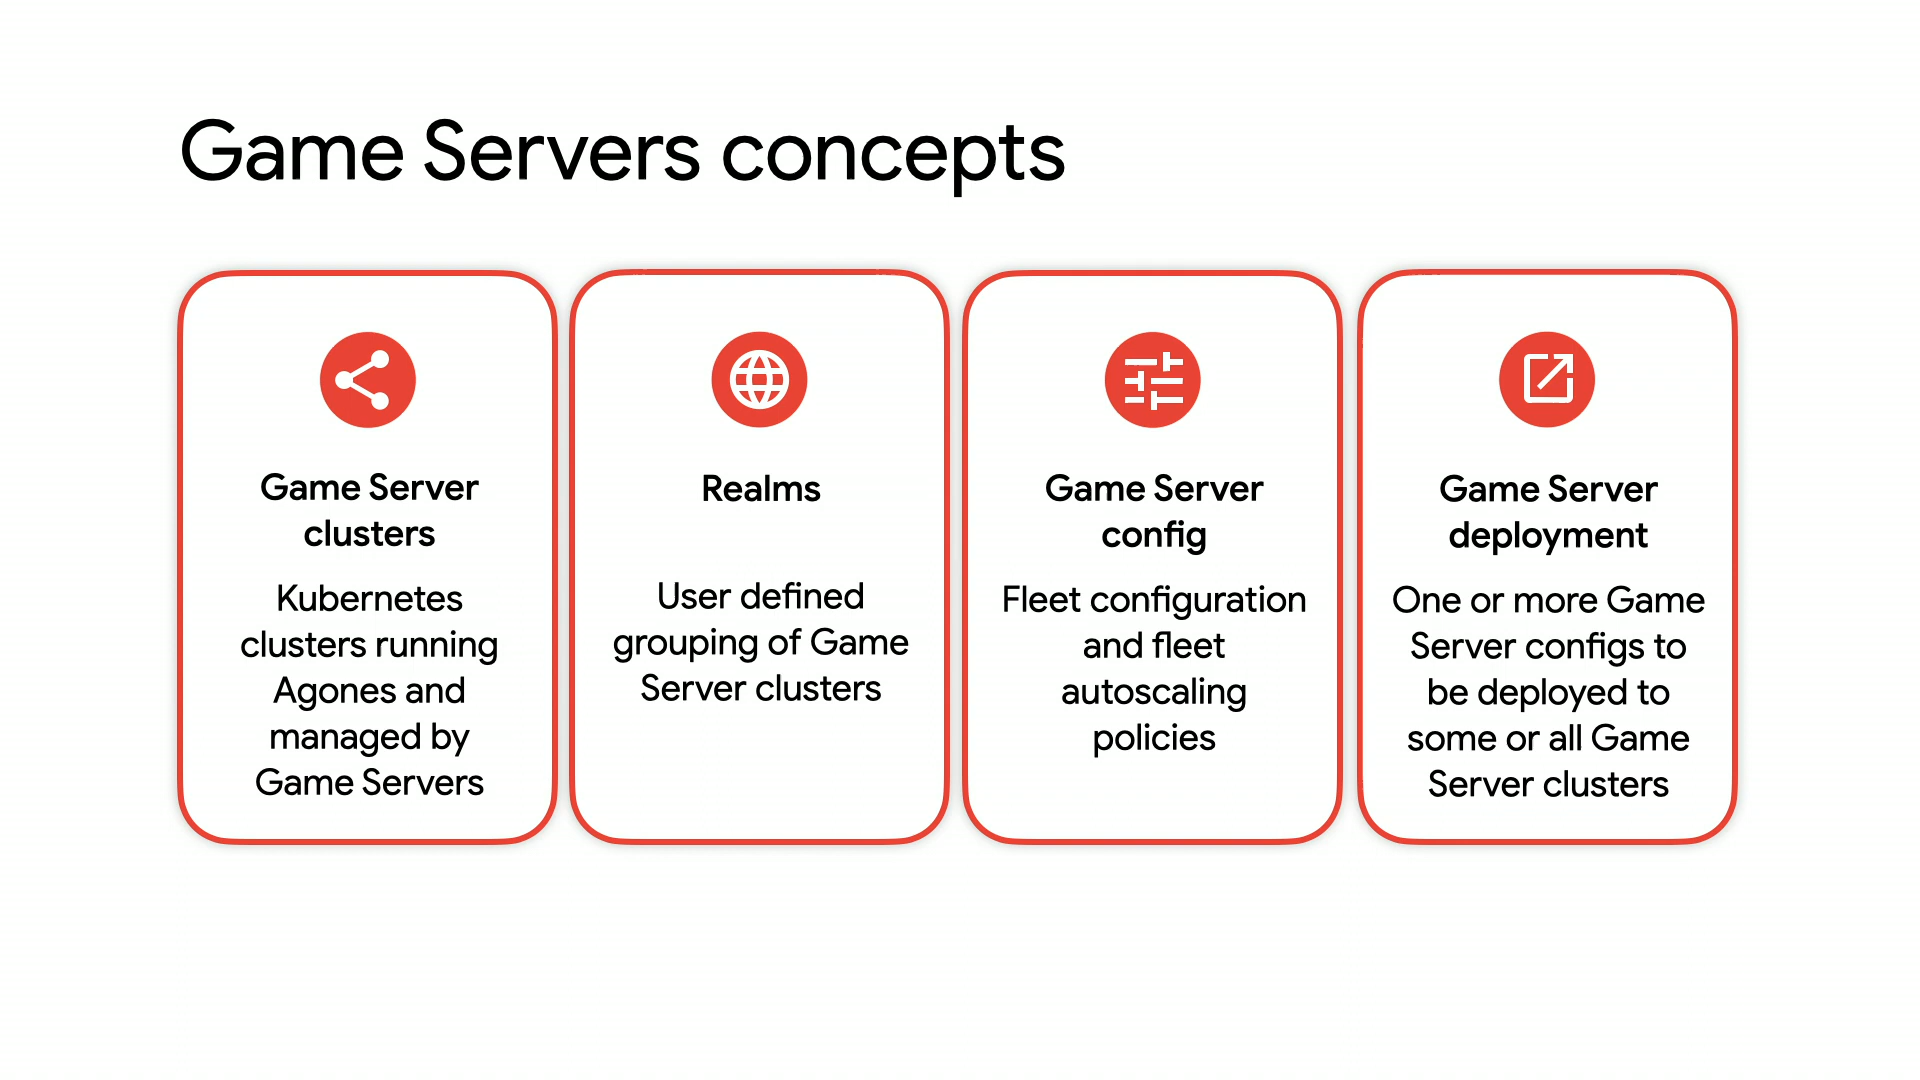 Game Servers concepts
Game Server
clusters
Kubernetes
clusters running
Agones and
managed by
Game Servers
Realms
User defined
grouping of Game
Server clusters
Game Server
config
Fleet configuration
and fleet
autoscaling
policies
Game Server
deployment
One or more Game
Server configs to
be deployed to
some or all Game
Server clusters